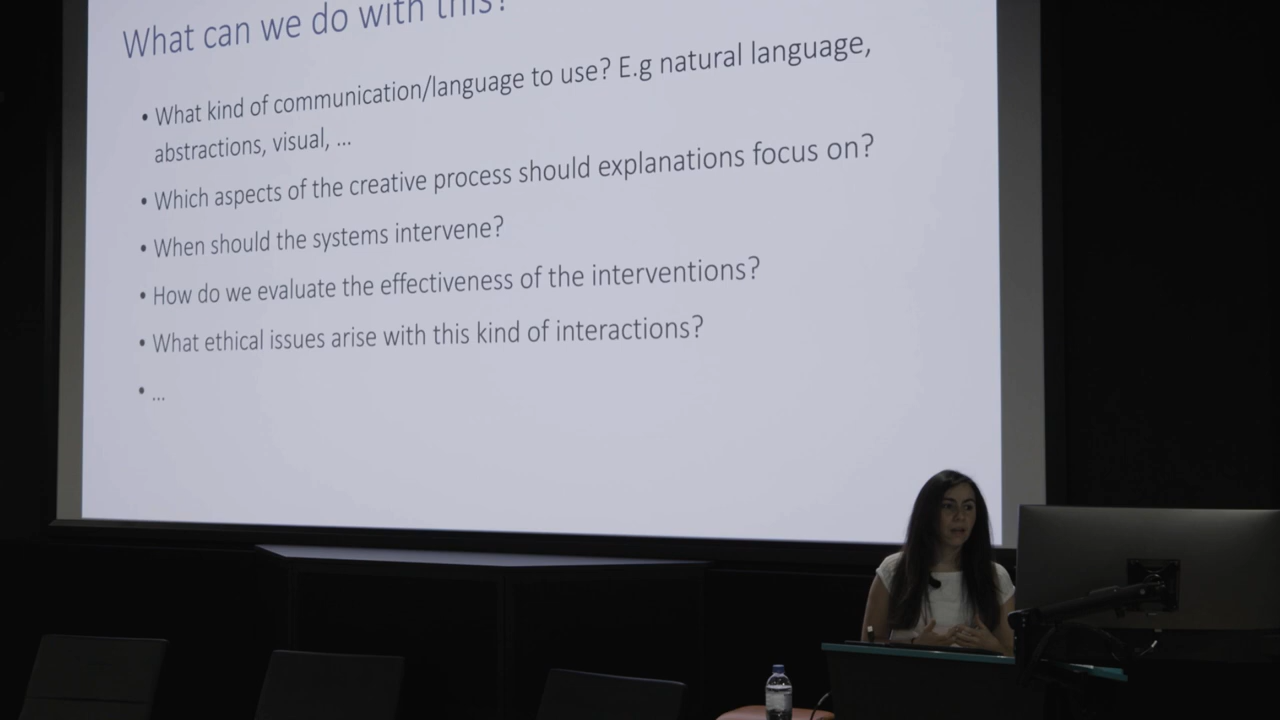 What can we do with this?
• What kind of communication/language to use? E.g natural language,
abstractions, visual, ...
• Which aspects of the creative process should explanations focus on?
• When should the systems intervene?
• How do we evaluate the effectiveness of the interventions?
• What ethical issues arise with this kind of interactions?
• ...